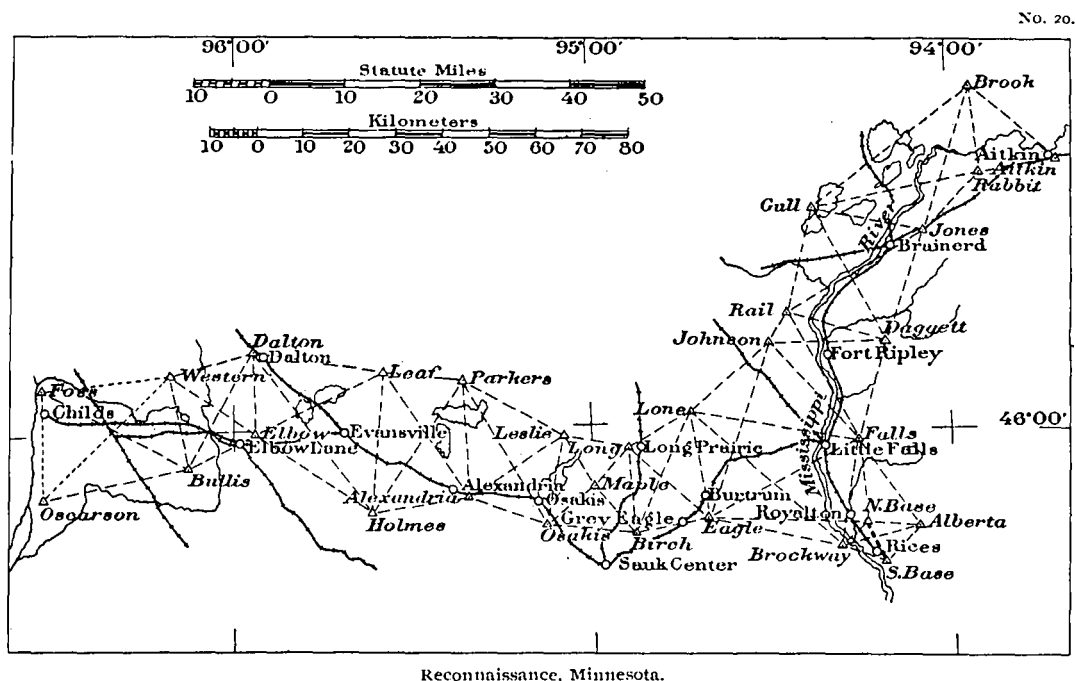 No. 20.
96°00' 95°00' 94°00'
Statute Miles
10 0 10 20 30 40 50
Kilometers
10 0 10 20 30 40 50 60 70 80
Brook
Aitkin
Aitkin
Rabbit
Gull
Jones
River
Brainerd
Rail
Daggett
Johnson
Fort Ripley
Dalton
Dalton
Western
Leaf
Parkers
Foss
Childs
Lone
46°00'
Elbow
Evansville
Leslie
Long
Long Prairie
Falls
Elbow Lane
Little Falls
Mississippi
Bullis
Maple
Alexandria
Alexandria
Osakis
Burtrum
Oscarson
Holmes
Grey Eagle
Royalton
N. Base
Alberta
Osakis
Birch
Eagle
Brockway
Rices
Sauk Center
S. Base
Reconnaissance, Minnesota.